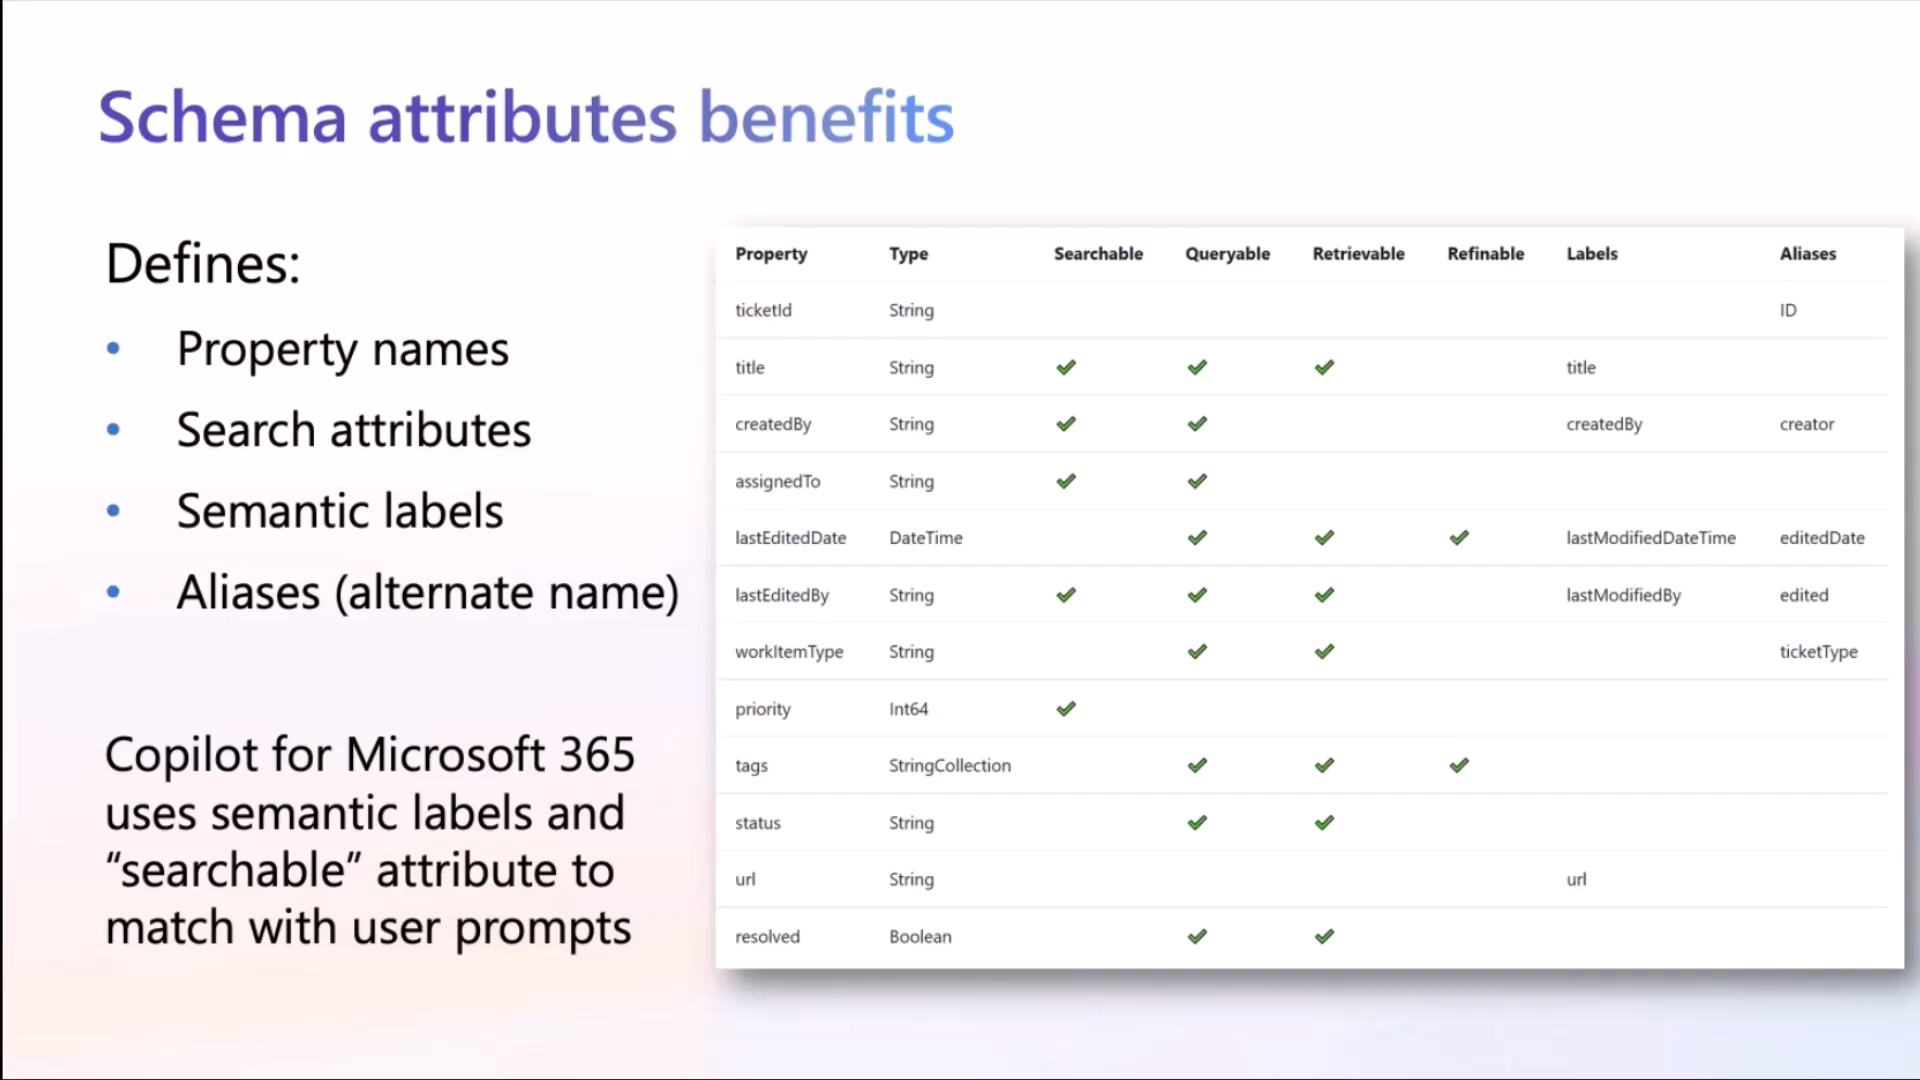 Schema attributes benefits
Defines:
• Property names
• Search attributes
• Semantic labels
• Aliases (alternate name)
Copilot for Microsoft 365
uses semantic labels and
“searchable” attribute to
match with user prompts
Property Type Searchable Queryable Retrievable Refinable Labels Aliases
ticketId String ID
title String ✔ ✔ ✔ title
createdBy String ✔ ✔ createdBy creator
assignedTo String ✔ ✔
lastEditedDate DateTime ✔ ✔ ✔ lastModifiedDateTime editedDate
lastEditedBy String ✔ ✔ ✔ lastModifiedBy edited
workItemType String ✔ ✔ ticketType
priority Int64 ✔
tags StringCollection ✔ ✔ ✔
status String ✔ ✔
url String url
resolved Boolean ✔ ✔